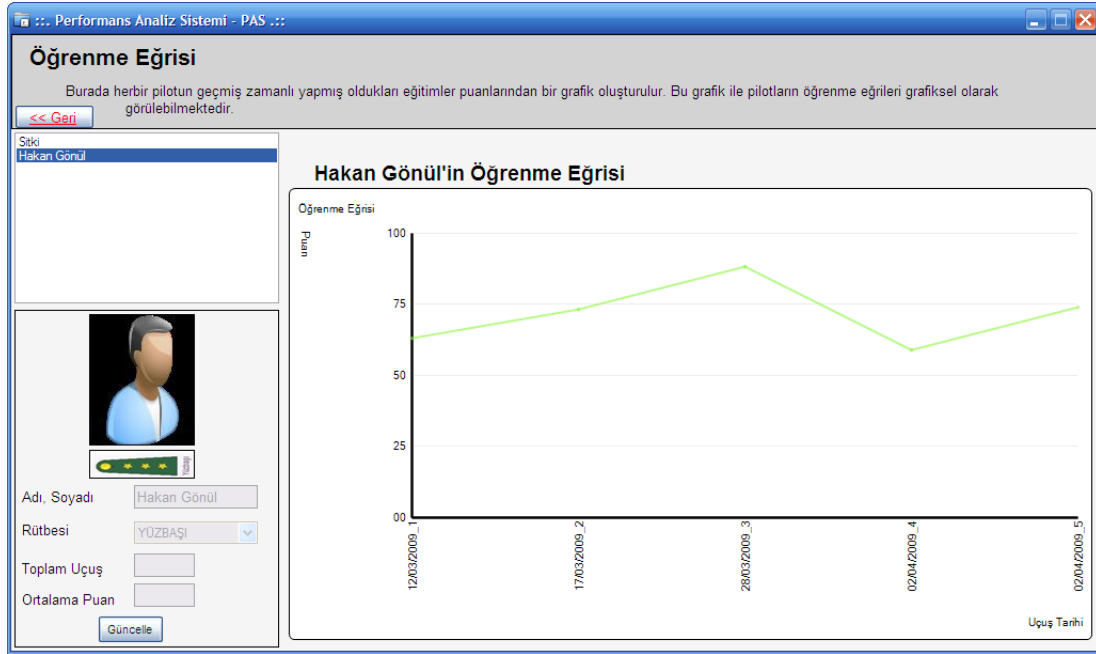 ::. Performans Analiz Sistemi - PAS .::
Öğrenme Eğrisi
Burada herbir pilotun geçmiş zamanlı yapmış oldukları eğitimler puanlarından bir grafik oluşturulur. Bu grafik ile pilotların öğrenme eğrileri grafiksel olarak
görülebilmektedir.
<< Geri
Sitki
Hakan Gönül
Hakan Gönül'in Öğrenme Eğrisi
Öğrenme Eğrisi
Puan
100
75
50
25
00
12/03/2009_1
17/03/2009_2
28/03/2009_3
02/04/2009_4
02/04/2009_5
Uçuş Tarihi
Yüzbaşı
Adı, Soyadı Hakan Gönül
Rütbesi YÜZBAŞI
Toplam Uçuş
Ortalama Puan
Güncelle